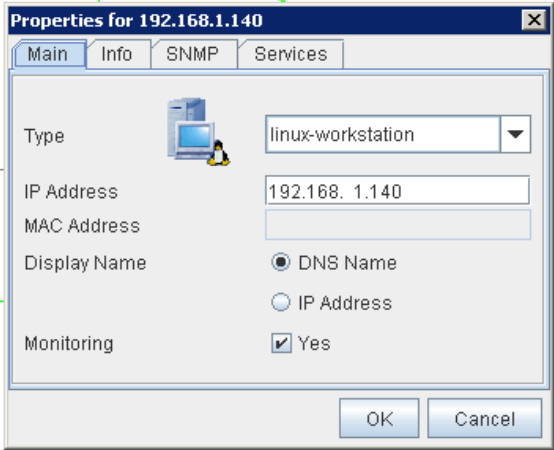 Properties for 192.168.1.140
Main Info SNMP Services
Type linux-workstation
IP Address 192.168. 1.140
MAC Address
Display Name DNS Name
IP Address
Monitoring Yes
OK Cancel